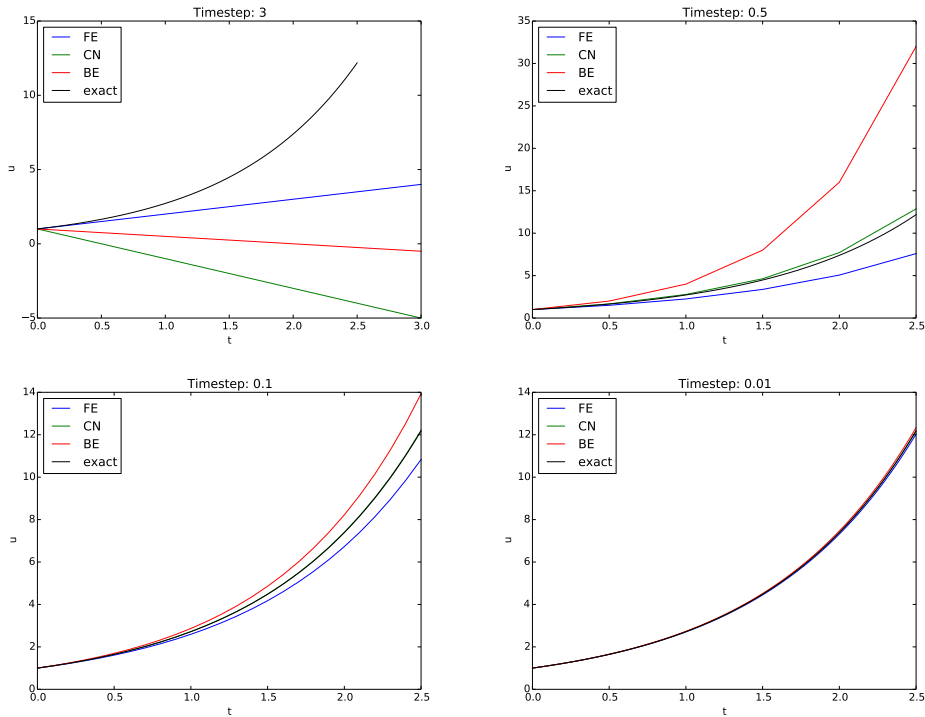 Timestep: 3
15
10
5
0
−5
u
FE
CN
BE
exact
0.0 0.5 1.0 1.5 2.0 2.5 3.0
t
Timestep: 0.5
35
30
25
20
15
10
5
0
u
FE
CN
BE
exact
0.0 0.5 1.0 1.5 2.0 2.5
t
Timestep: 0.1
14
12
10
8
6
4
2
0
u
FE
CN
BE
exact
0.0 0.5 1.0 1.5 2.0 2.5
t
Timestep: 0.01
14
12
10
8
6
4
2
0
u
FE
CN
BE
exact
0.0 0.5 1.0 1.5 2.0 2.5
t